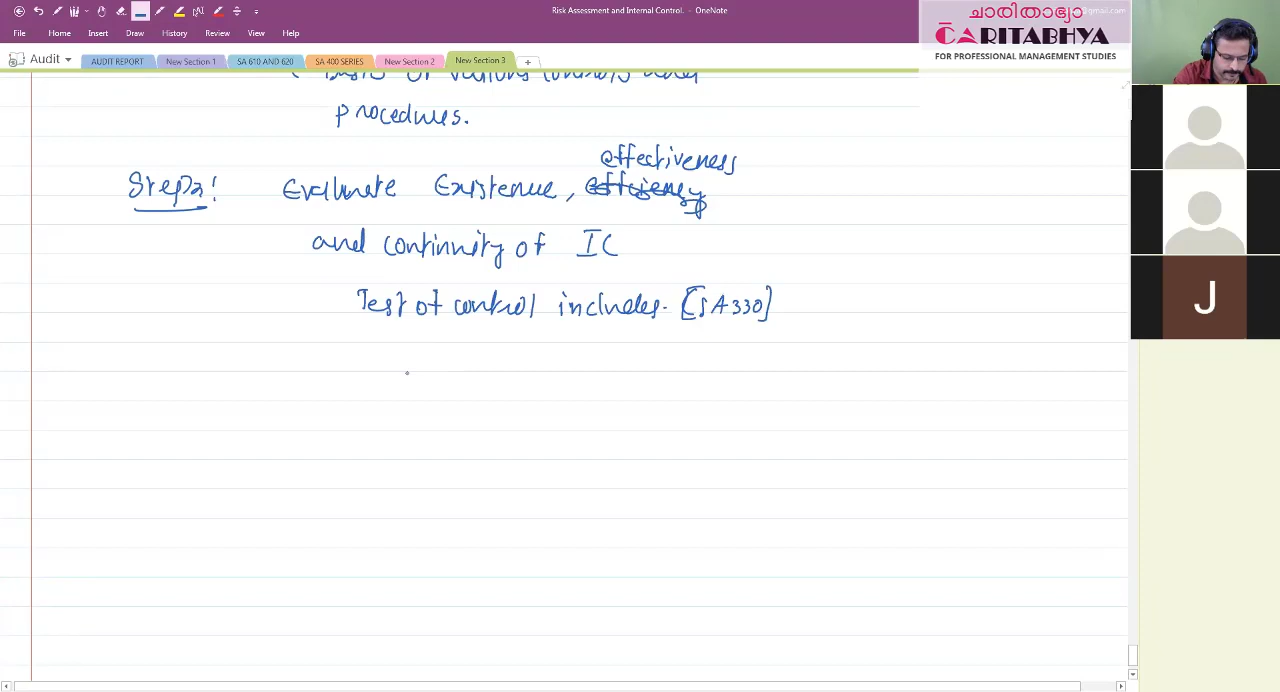 Risk Assessment and Internal Control. - OneNote
File Home Insert Draw History Review View Help
Audit
AUDIT REPORT New Section 1 SA 610 AND 620 SA 400 SERIES New Section 2 New Section 3
ചാരിതാഭ്യാ
CARITABHYA
FOR PROFESSIONAL MANAGEMENT STUDIES
procedures.
effectiveness
Step2: Evaluate Existence, efficiency
and continuity of IC
Test of control includes. [SA 330]
J